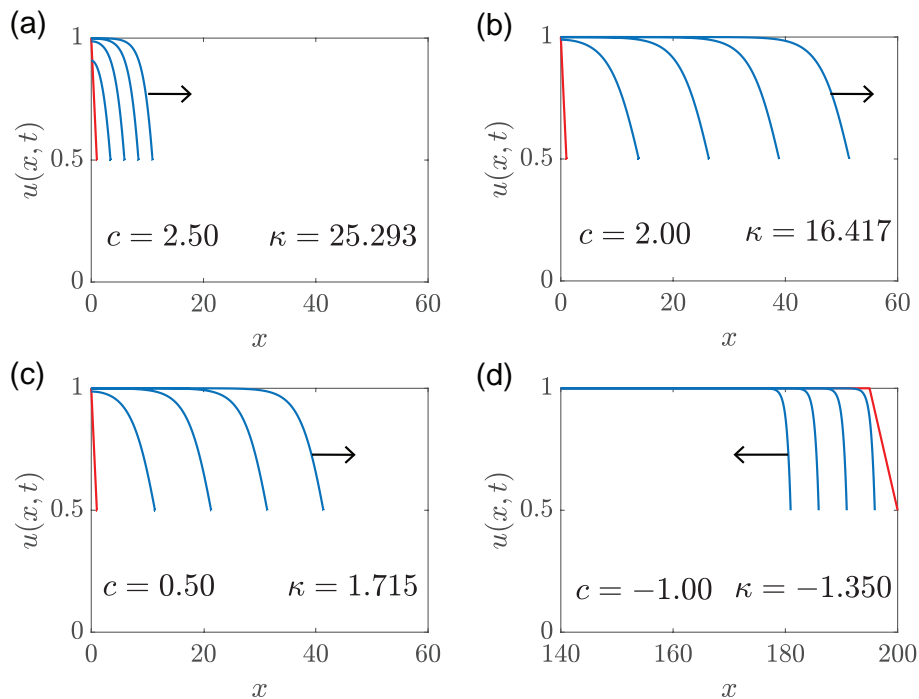 (a)
1
0.5
0
u(x, t)
c = 2.50 κ = 25.293
0 20 40 60
x
(b)
1
0.5
0
u(x, t)
c = 2.00 κ = 16.417
0 20 40 60
x
(c)
1
0.5
0
u(x, t)
c = 0.50 κ = 1.715
0 20 40 60
x
(d)
1
0.5
0
u(x, t)
c = −1.00 κ = −1.350
140 160 180 200
x